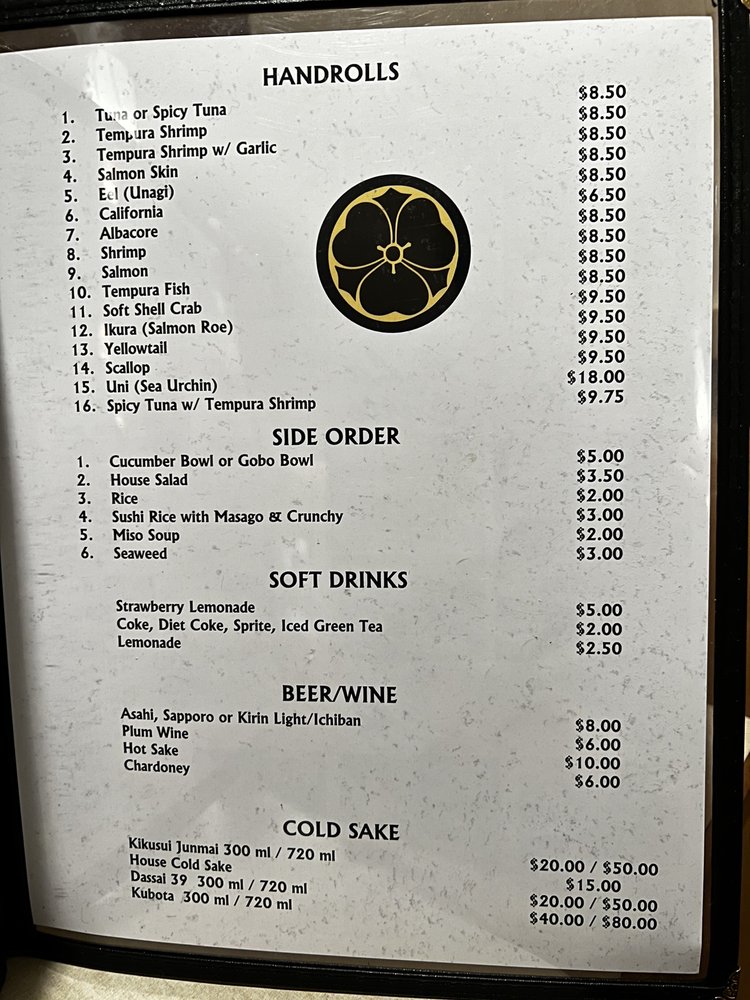 HANDROLLS
1. Tuna or Spicy Tuna $8.50
2. Tempura Shrimp $8.50
3. Tempura Shrimp w/ Garlic $8.50
4. Salmon Skin $8.50
5. Eel (Unagi) $8.50
6. California $6.50
7. Albacore $8.50
8. Shrimp $8.50
9. Salmon $8.50
10. Tempura Fish $8.50
11. Soft Shell Crab $9.50
12. Ikura (Salmon Roe) $9.50
13. Yellowtail $9.50
14. Scallop $9.50
15. Uni (Sea Urchin) $18.00
16. Spicy Tuna w/ Tempura Shrimp $9.75
SIDE ORDER
1. Cucumber Bowl or Gobo Bowl $5.00
2. House Salad $3.50
3. Rice $2.00
4. Sushi Rice with Masago & Crunchy $3.00
5. Miso Soup $2.00
6. Seaweed $3.00
SOFT DRINKS
Strawberry Lemonade $5.00
Coke, Diet Coke, Sprite, Iced Green Tea $2.00
Lemonade $2.50
BEER/WINE
Asahi, Sapporo or Kirin Light/Ichiban $8.00
Plum Wine $6.00
Hot Sake $10.00
Chardoney $6.00
COLD SAKE
Kikusui Junmai 300 ml / 720 ml $20.00 / $50.00
House Cold Sake $15.00
Dassai 39 300 ml / 720 ml $20.00 / $50.00
Kubota 300 ml / 720 ml $40.00 / $80.00